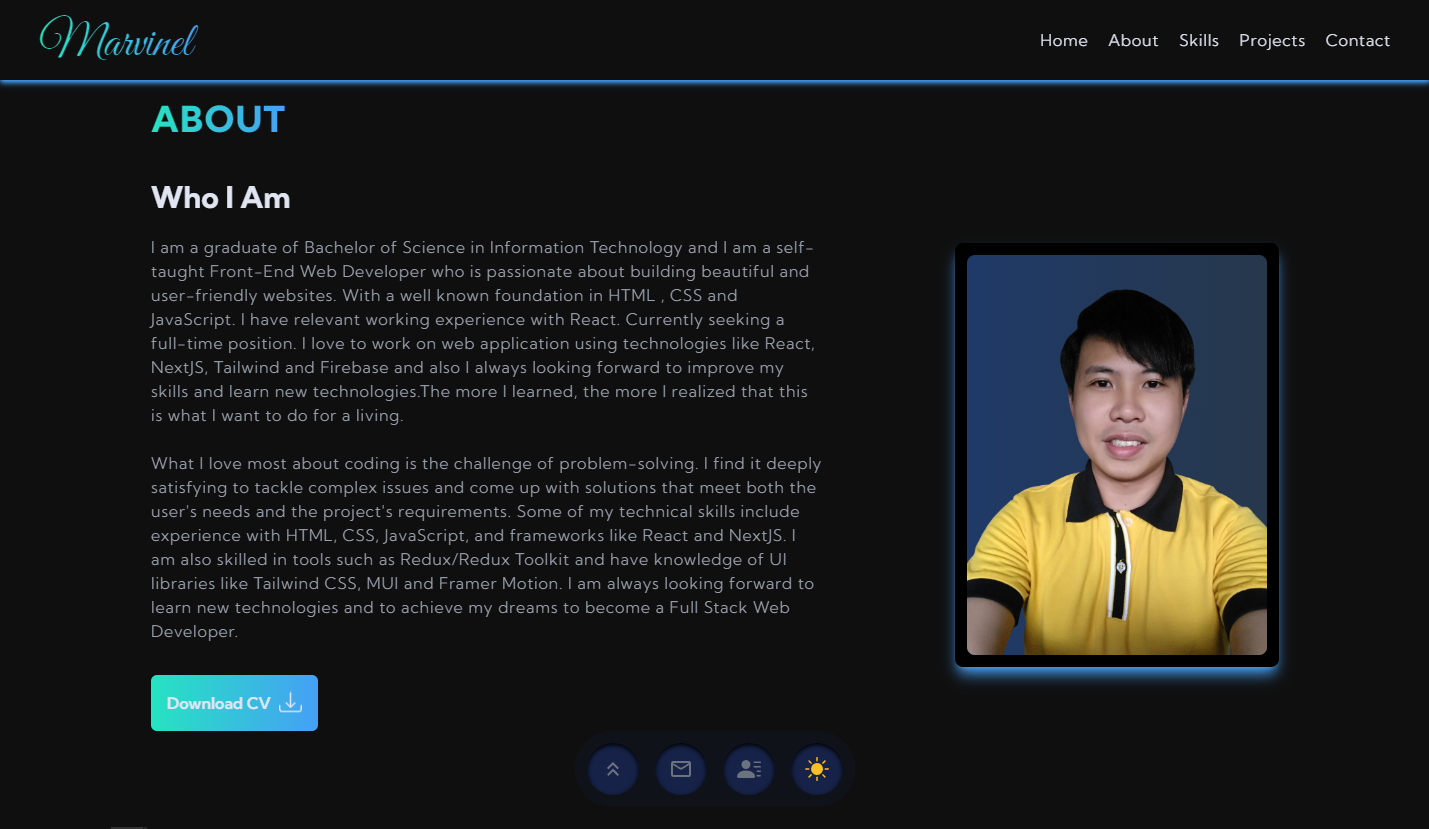 Marvinel
Home About Skills Projects Contact
ABOUT
Who I Am
I am a graduate of Bachelor of Science in Information Technology and I am a self-
taught Front-End Web Developer who is passionate about building beautiful and
user-friendly websites. With a well known foundation in HTML , CSS and
JavaScript. I have relevant working experience with React. Currently seeking a
full-time position. I love to work on web application using technologies like React,
NextJS, Tailwind and Firebase and also I always looking forward to improve my
skills and learn new technologies.The more I learned, the more I realized that this
is what I want to do for a living.
What I love most about coding is the challenge of problem-solving. I find it deeply
satisfying to tackle complex issues and come up with solutions that meet both the
user's needs and the project's requirements. Some of my technical skills include
experience with HTML, CSS, JavaScript, and frameworks like React and NextJS. I
am also skilled in tools such as Redux/Redux Toolkit and have knowledge of UI
libraries like Tailwind CSS, MUI and Framer Motion. I am always looking forward to
learn new technologies and to achieve my dreams to become a Full Stack Web
Developer.
Download CV